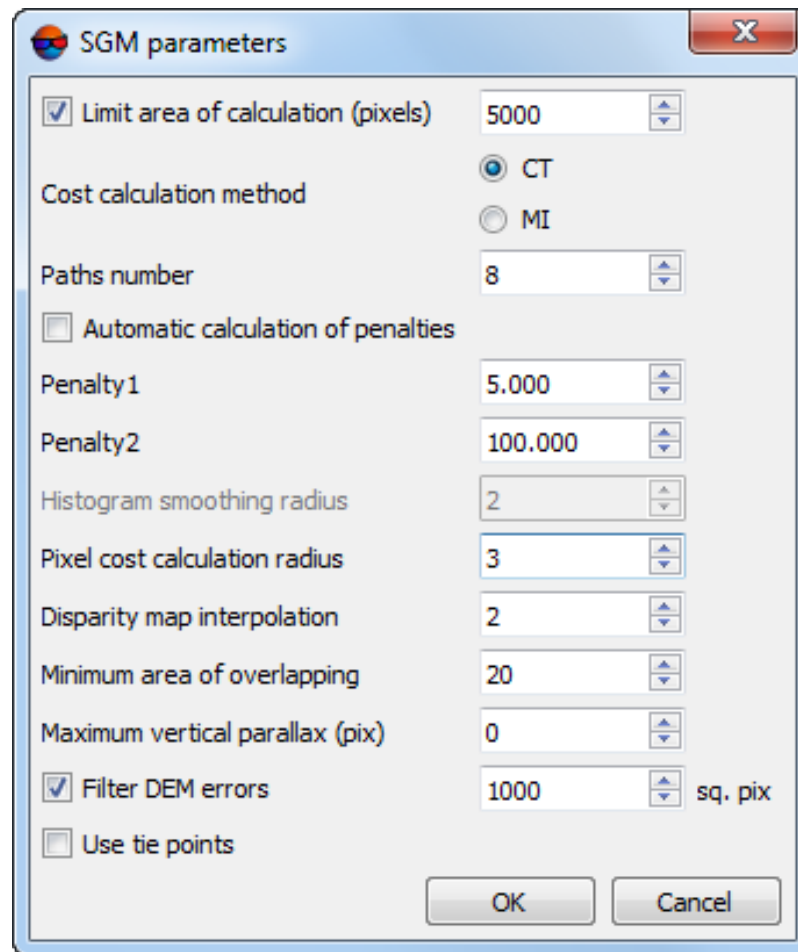 SGM parameters
Limit area of calculation (pixels) 5000
CT
Cost calculation method
MI
Paths number 8
Automatic calculation of penalties
Penalty1 5.000
Penalty2 100.000
Histogram smoothing radius 2
Pixel cost calculation radius 3
Disparity map interpolation 2
Minimum area of overlapping 20
Maximum vertical parallax (pix) 0
Filter DEM errors 1000 sq. pix
Use tie points
OK Cancel